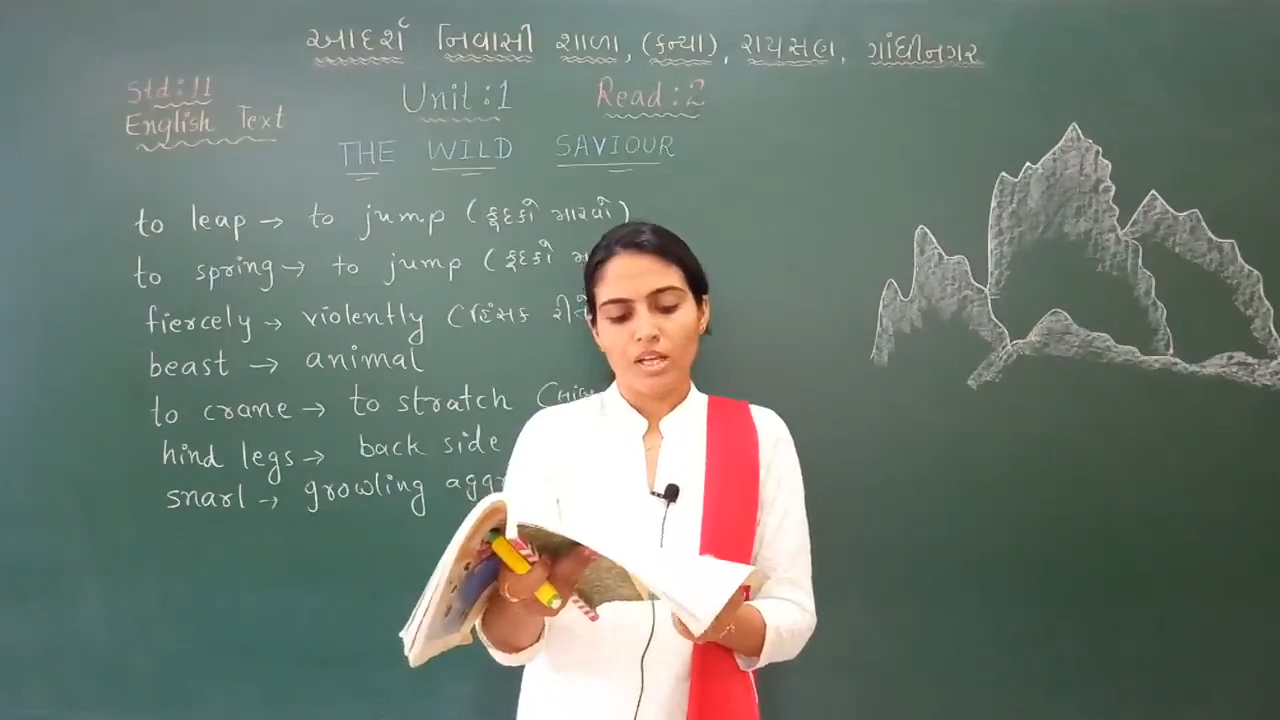 આદર્શ નિવાસી શાળા, (કન્યા), રાયસણ, ગાંધીનગર
Std:11
English Text
Unit:1
Read:2
THE WILD SAVIOUR
to leap → to jump (કૂદકો મારવો)
to spring → to jump (કૂદકો
fiercely → violently (હિંસક રીતે
beast → animal
to crane → to stratch
hind legs → back side
snarl → growling